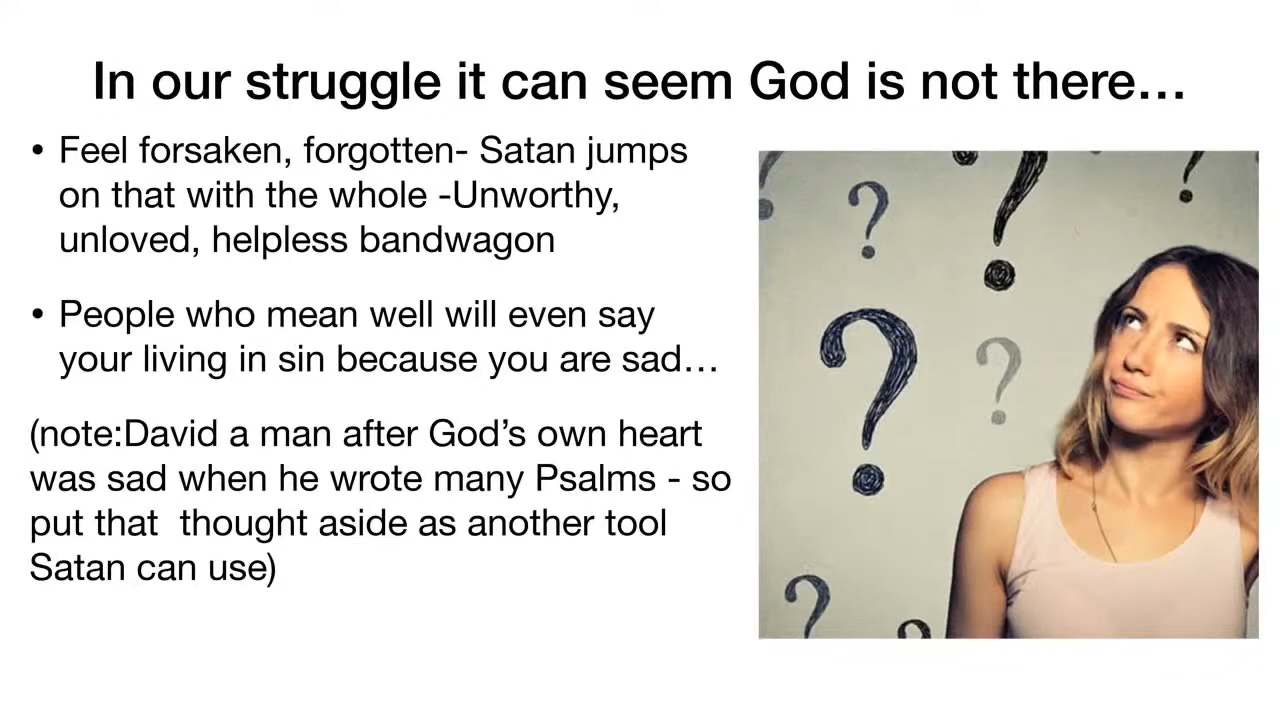 In our struggle it can seem God is not there…
• Feel forsaken, forgotten- Satan jumps
on that with the whole -Unworthy,
unloved, helpless bandwagon
• People who mean well will even say
your living in sin because you are sad…
(note:David a man after God’s own heart
was sad when he wrote many Psalms - so
put that  thought aside as another tool
Satan can use)